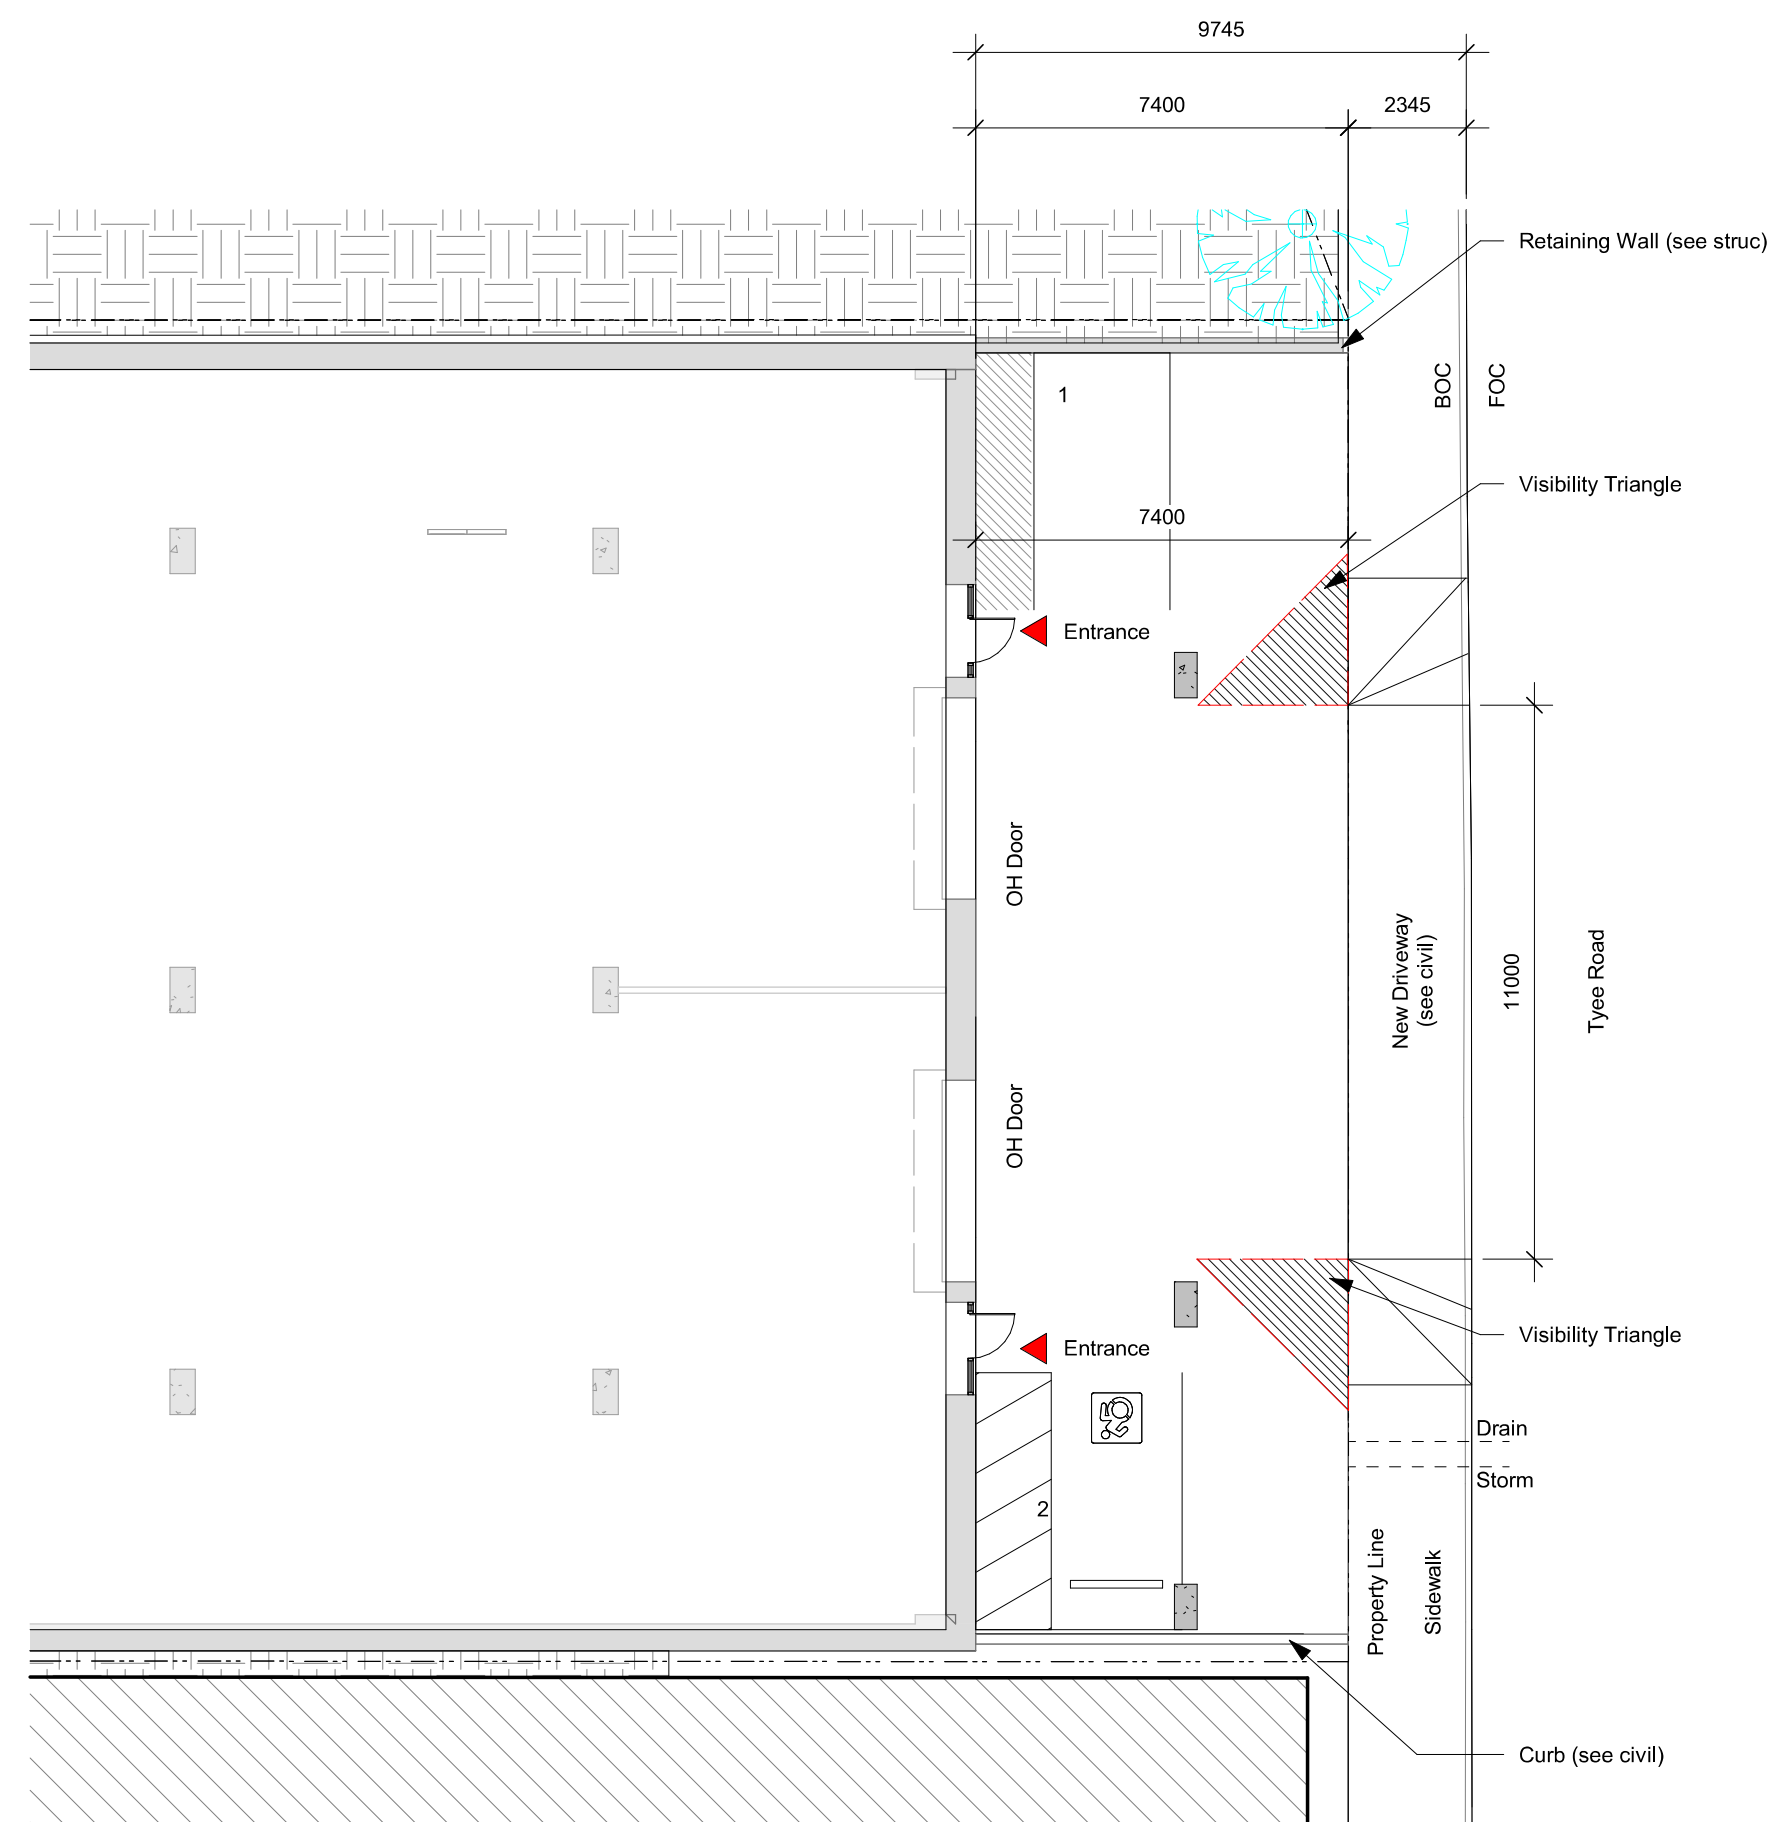 9745
7400
2345
Retaining Wall (see struc)
BOC
FOC
1
Visibility Triangle
7400
Entrance
OH Door
New Driveway
(see civil)
11000
Tyee Road
OH Door
Visibility Triangle
Entrance
Drain
Storm
2
Property Line
Sidewalk
Curb (see civil)